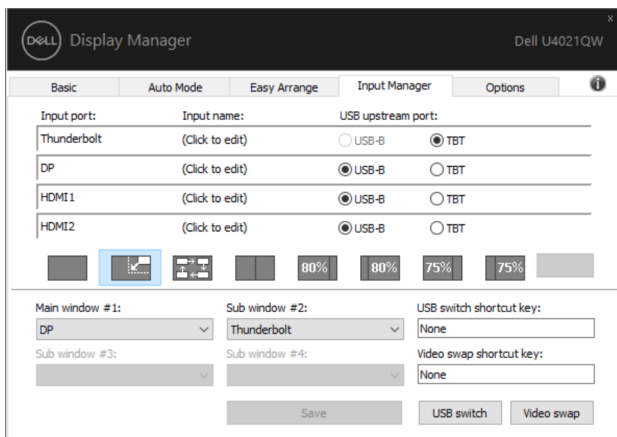 x
DELL Display Manager Dell U4021QW
Basic Auto Mode Easy Arrange Input Manager Options i
Input port: Input name: USB upstream port:
Thunderbolt (Click to edit) USB-B TBT
DP (Click to edit) USB-B TBT
HDMI1 (Click to edit) USB-B TBT
HDMI2 (Click to edit) USB-B TBT
80% 80% 75% 75%
Main window #1: Sub window #2: USB switch shortcut key:
DP Thunderbolt None
Sub window #3: Sub window #4: Video swap shortcut key:
None
Save USB switch Video swap